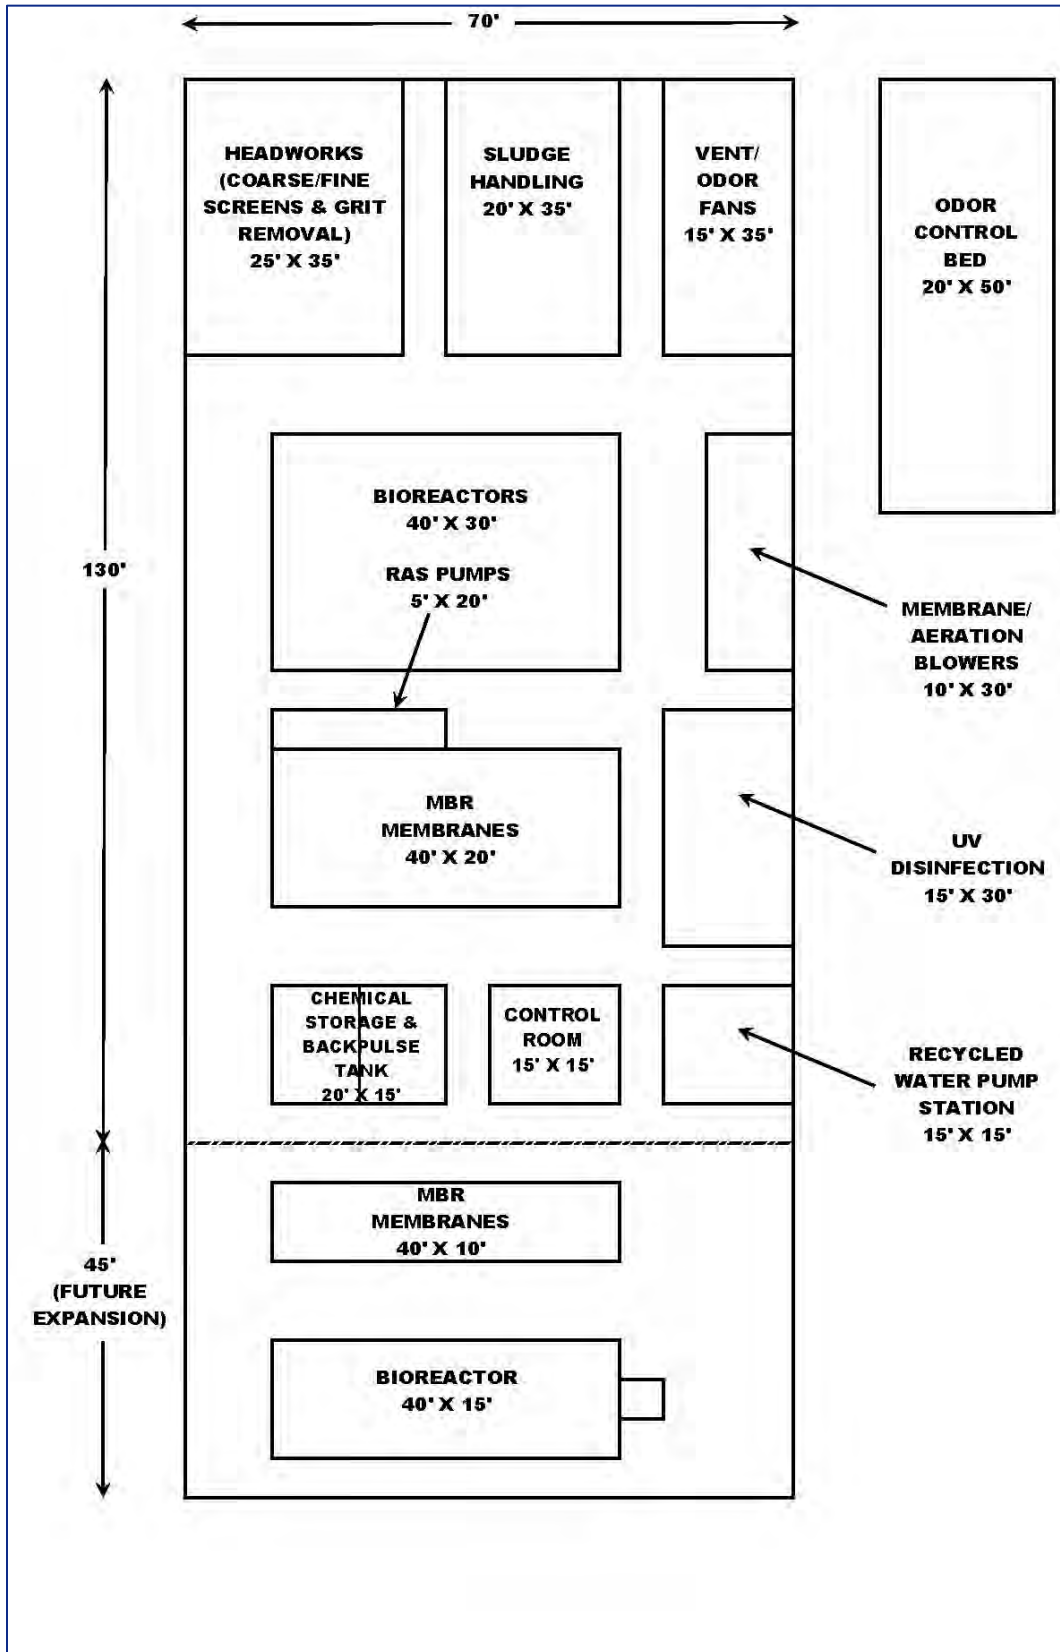 70'
HEADWORKS
(COARSE/FINE
SCREENS & GRIT
REMOVAL)
25' X 35'
SLUDGE
HANDLING
20' X 35'
VENT/
ODOR
FANS
15' X 35'
ODOR
CONTROL
BED
20' X 50'
BIOREACTORS
40' X 30'
RAS PUMPS
5' X 20'
130'
MEMBRANE/
AERATION
BLOWERS
10' X 30'
MBR
MEMBRANES
40' X 20'
UV
DISINFECTION
15' X 30'
CHEMICAL
STORAGE &
BACKPULSE
TANK
20' X 15'
CONTROL
ROOM
15' X 15'
RECYCLED
WATER PUMP
STATION
15' X 15'
MBR
MEMBRANES
40' X 10'
45'
(FUTURE
EXPANSION)
BIOREACTOR
40' X 15'